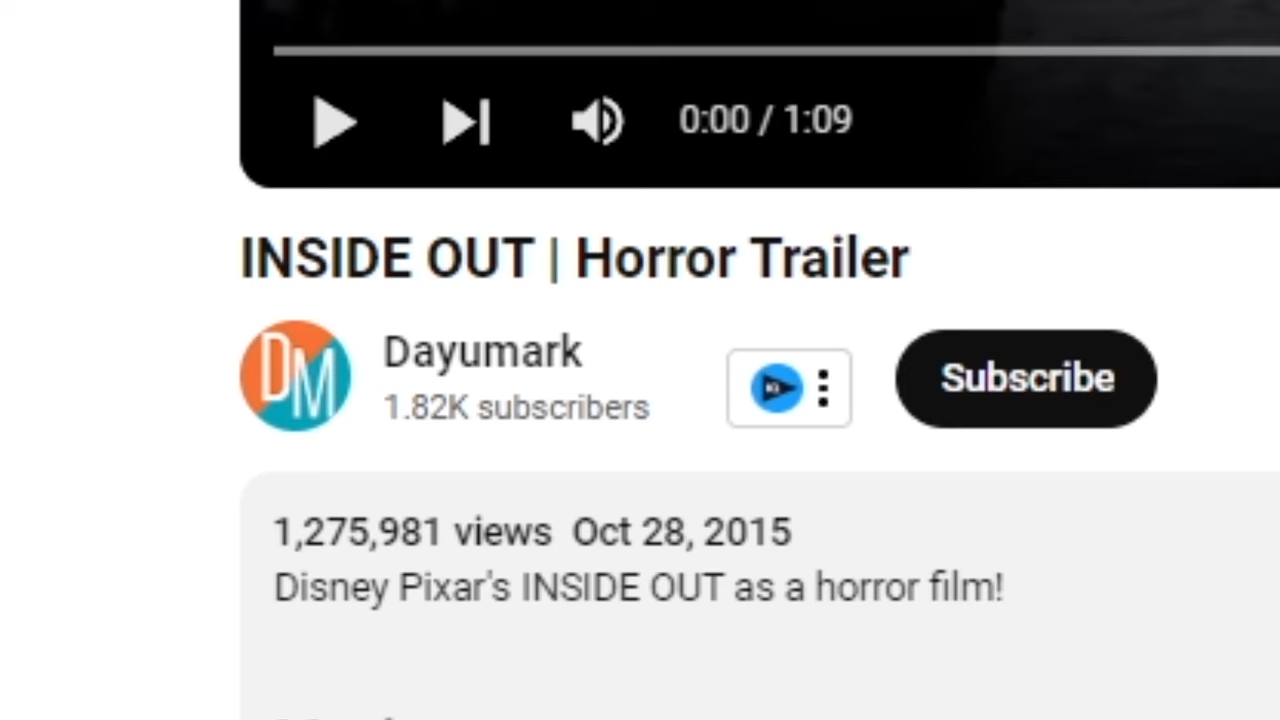 0:00 / 1:09
INSIDE OUT | Horror Trailer
DM
Dayumark
1.82K subscribers
Subscribe
1,275,981 views Oct 28, 2015
Disney Pixar's INSIDE OUT as a horror film!